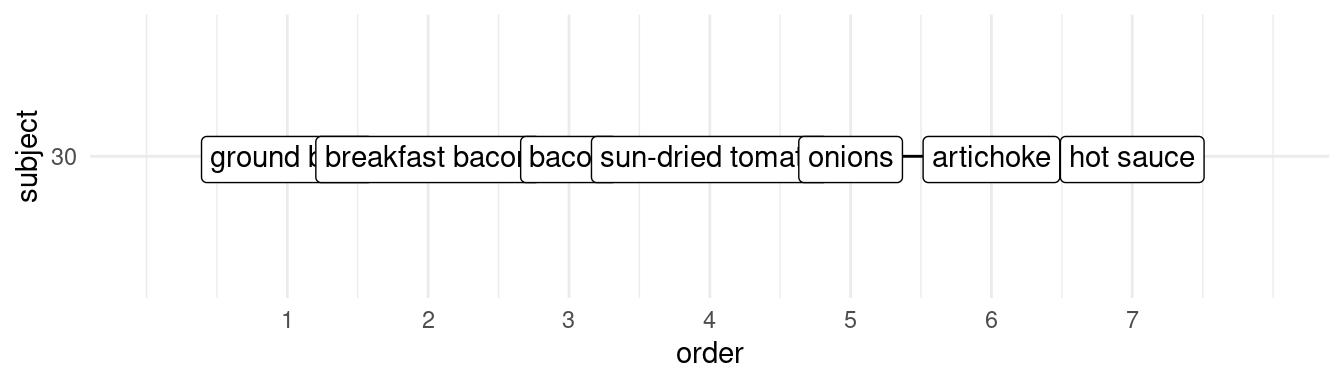 subject
30
ground b breakfast bacon baco sun-dried tomat onions artichoke hot sauce
1 2 3 4 5 6 7
order